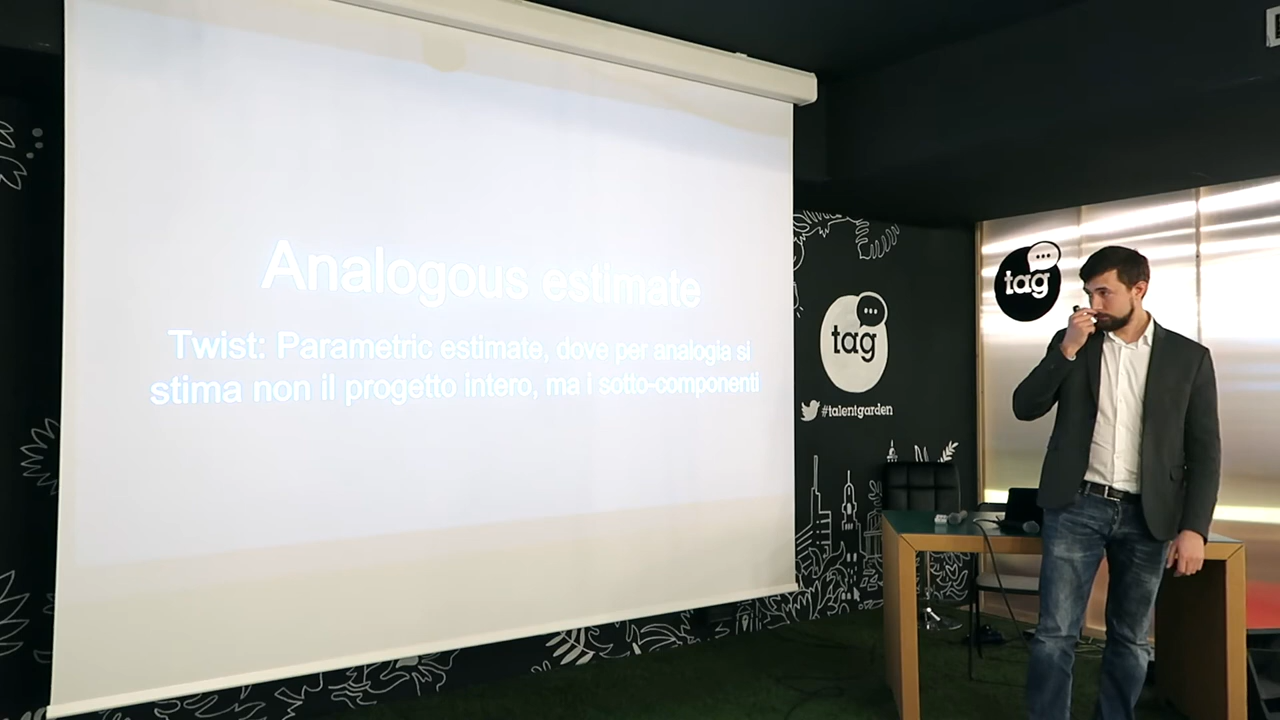 Analogous estimate
Twist: Parametric estimate, dove per analogia si
stima non il progetto intero, ma i sotto-componenti
tag
tag
#talentgarden